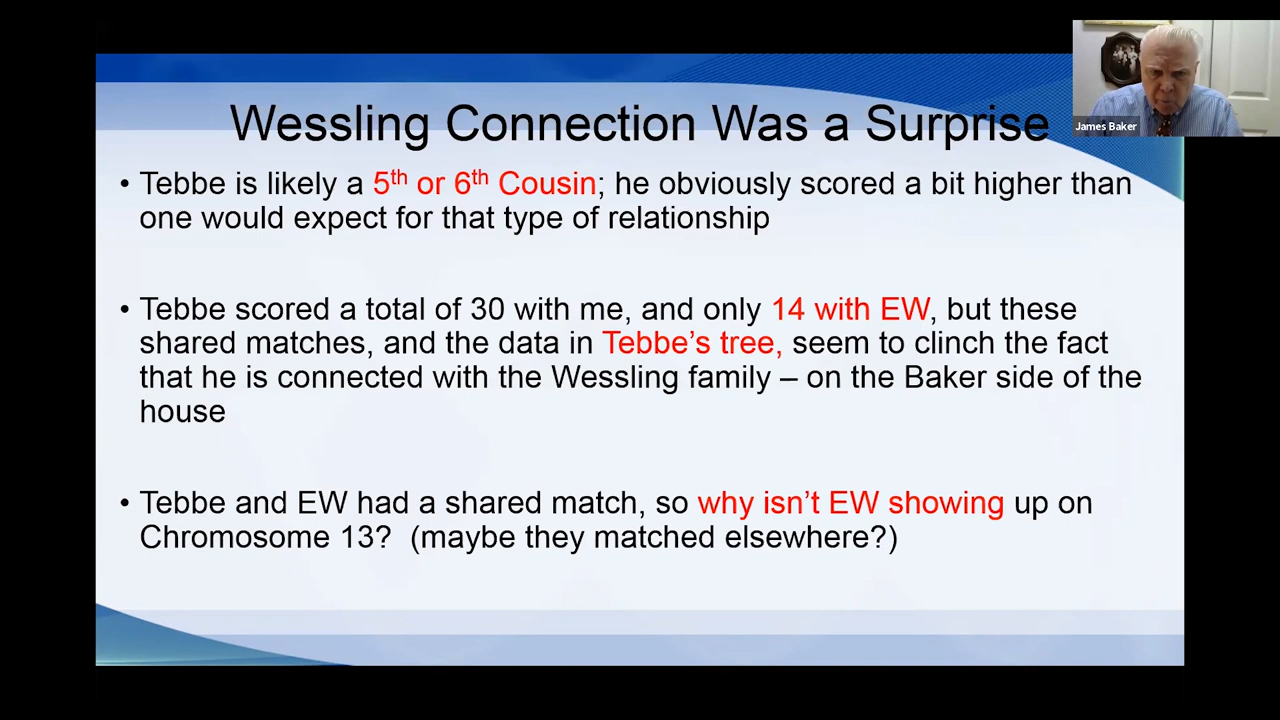 Wessling Connection Was a Surprise
James Baker
• Tebbe is likely a 5th or 6th Cousin; he obviously scored a bit higher than
one would expect for that type of relationship
• Tebbe scored a total of 30 with me, and only 14 with EW, but these
shared matches, and the data in Tebbe’s tree, seem to clinch the fact
that he is connected with the Wessling family – on the Baker side of the
house
• Tebbe and EW had a shared match, so why isn’t EW showing up on
Chromosome 13?  (maybe they matched elsewhere?)